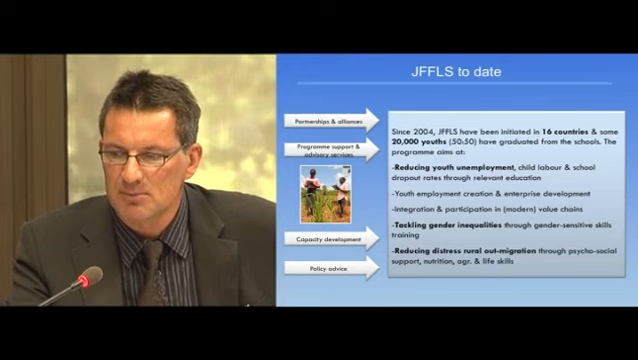 JFFLS to date
Partnerships & alliances
Programme support &
advisory services
Capacity development
Policy advice
Since 2004, JFFLS have been initiated in 16 countries & some
20,000 youths (50:50) have graduated from the schools. The
programme aims at:
-Reducing youth unemployment, child labour & school
dropout rates through relevant education
-Youth employment creation & enterprise development
-Integration & participation in (modern) value chains
-Tackling gender inequalities through gender-sensitive skills
training
-Reducing distress rural out-migration through psycho-social
support, nutrition, agr. & life skills